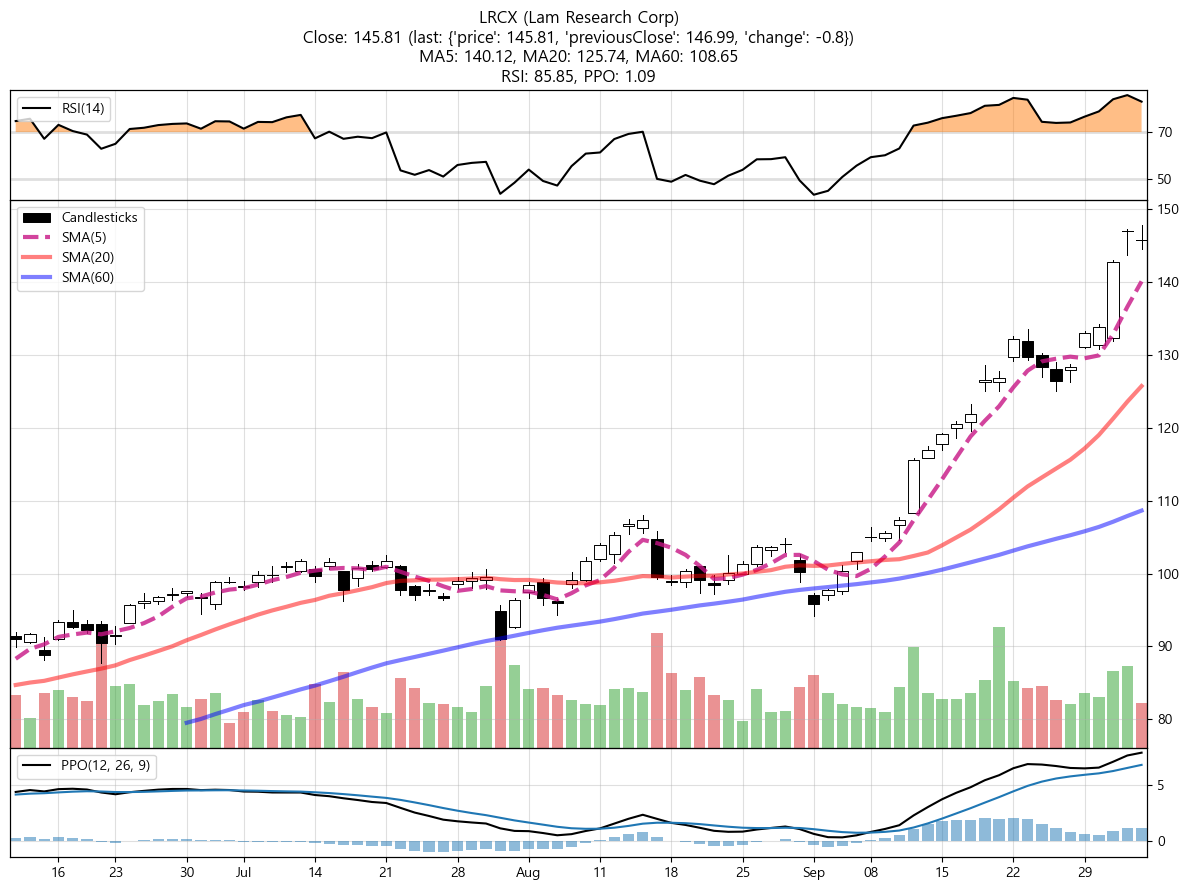 LRCX (Lam Research Corp)
Close: 145.81 (last: {'price': 145.81, 'previousClose': 146.99, 'change': -0.8})
MA5: 140.12, MA20: 125.74, MA60: 108.65
RSI: 85.85, PPO: 1.09
RSI(14)
70
50
Candlesticks
SMA(5)
SMA(20)
SMA(60)
150
140
130
120
110
100
90
80
PPO(12, 26, 9)
5
0
16 23 30 Jul 14 21 28 Aug 11 18 25 Sep 08 15 22 29